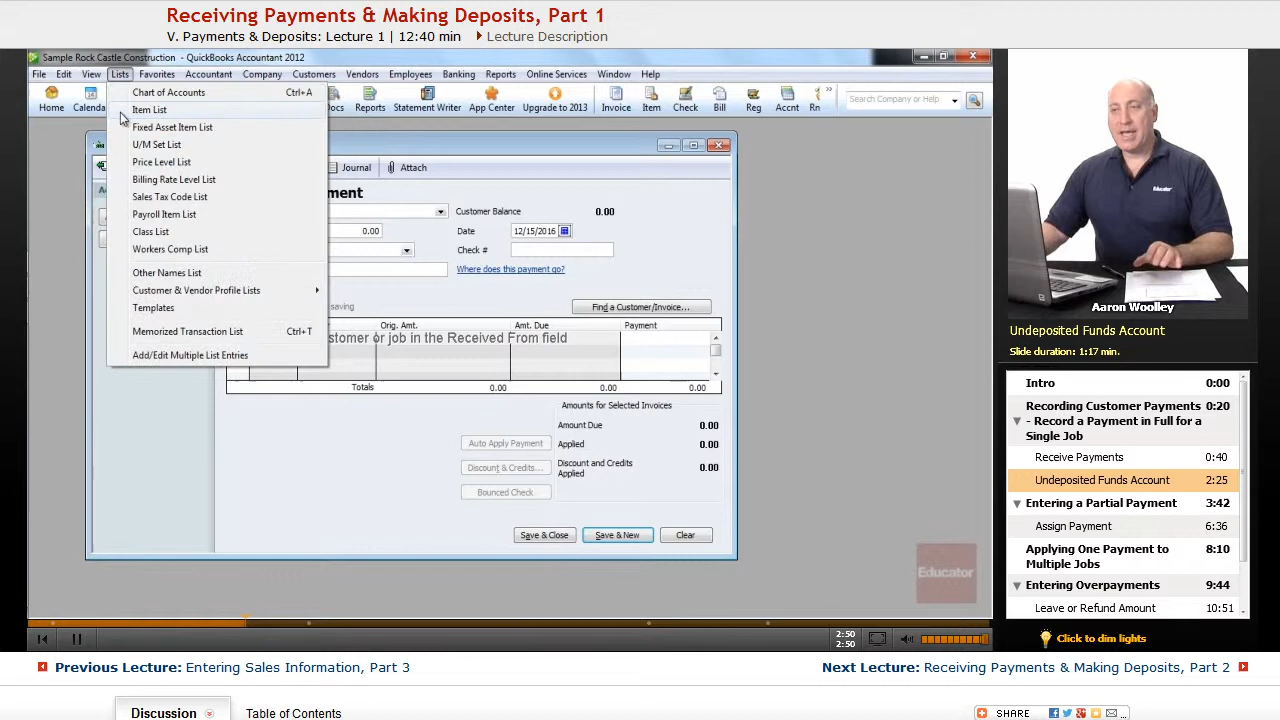 Receiving Payments & Making Deposits, Part 1
V. Payments & Deposits: Lecture 1 | 12:40 min Lecture Description
Sample Rock Castle Construction - QuickBooks Accountant 2012
File Edit View Lists Favorites Accountant Company Customers Vendors Employees Banking Reports Online Services Window Help
Home Calenda Docs Reports Statement Writer App Center Upgrade to 2013 Invoice Item Check Bill Reg Accnt Rn
Search Company or Help
Chart of Accounts Ctrl+A
Item List
Fixed Asset Item List
U/M Set List
Price Level List
Billing Rate Level List
Sales Tax Code List
Payroll Item List
Class List
Workers Comp List
Other Names List
Customer & Vendor Profile Lists
Templates
Memorized Transaction List Ctrl+T
Add/Edit Multiple List Entries
Journal Attach
ment
Customer Balance 0.00
0.00 Date 12/15/2016
Check #
Where does this payment go?
saving Find a Customer/Invoice...
Orig. Amt. Amt. Due Payment
stomer or job in the Received From field
Totals 0.00 0.00 0.00
Amounts for Selected Invoices
Amount Due 0.00
Auto Apply Payment Applied 0.00
Discount & Credits... Discount and Credits Applied 0.00
Bounced Check
Save & Close Save & New Clear
Educator
2:50
2:50
Educator
Aaron Woolley
Undeposited Funds Account
Slide duration: 1:17 min.
Intro 0:00
Recording Customer Payments 0:20
- Record a Payment in Full for a
Single Job
Receive Payments 0:40
Undeposited Funds Account 2:25
Entering a Partial Payment 3:42
Assign Payment 6:36
Applying One Payment to 8:10
Multiple Jobs
Entering Overpayments 9:44
Leave or Refund Amount 10:51
Click to dim lights
Previous Lecture: Entering Sales Information, Part 3
Next Lecture: Receiving Payments & Making Deposits, Part 2
Discussion Table of Contents
SHARE